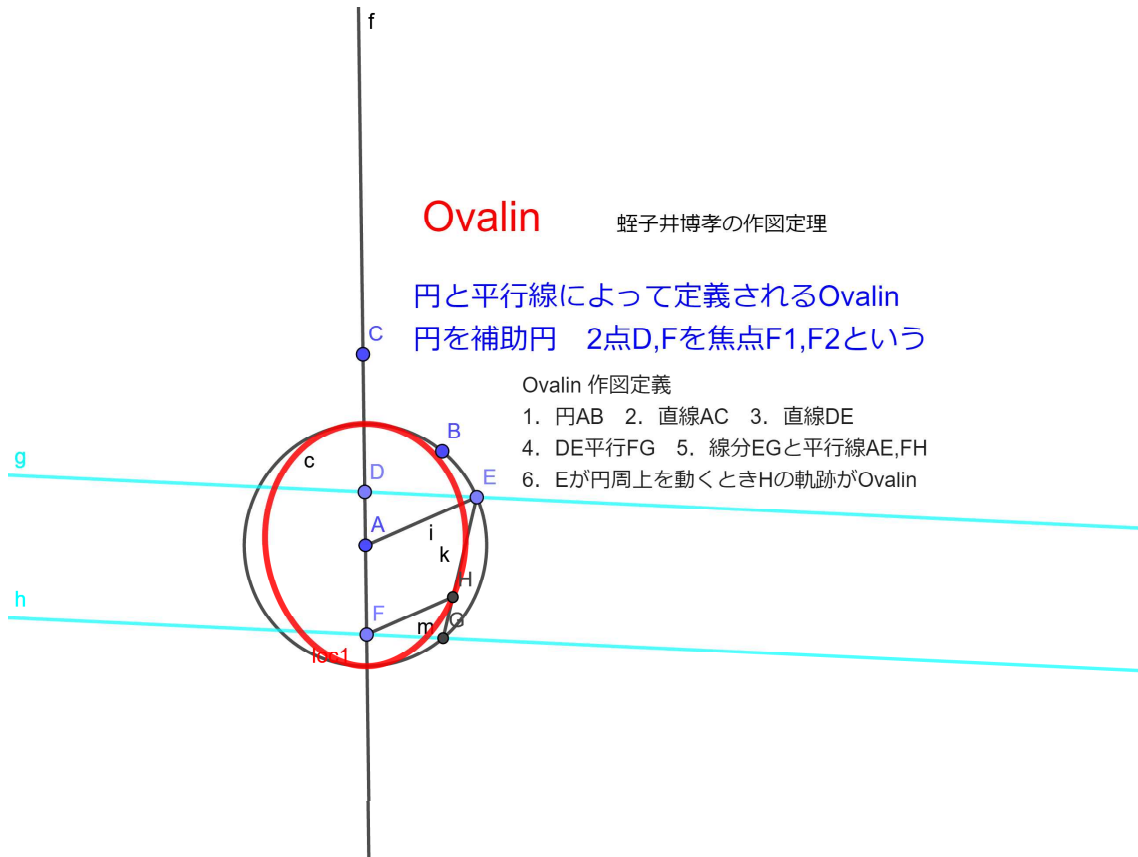 f
Ovalin 蛭子井博孝の作図定理
円と平行線によって定義されるOvalin
円を補助円　2点D,Fを焦点F1,F2という
C
Ovalin 作図定義
1．円AB　2．直線AC　3．直線DE
4．DE平行FG　5．線分EGと平行線AE,FH
6．Eが円周上を動くときHの軌跡がOvalin
B
g
c
D
E
A
i
k
H
h
F
G
m
loc1